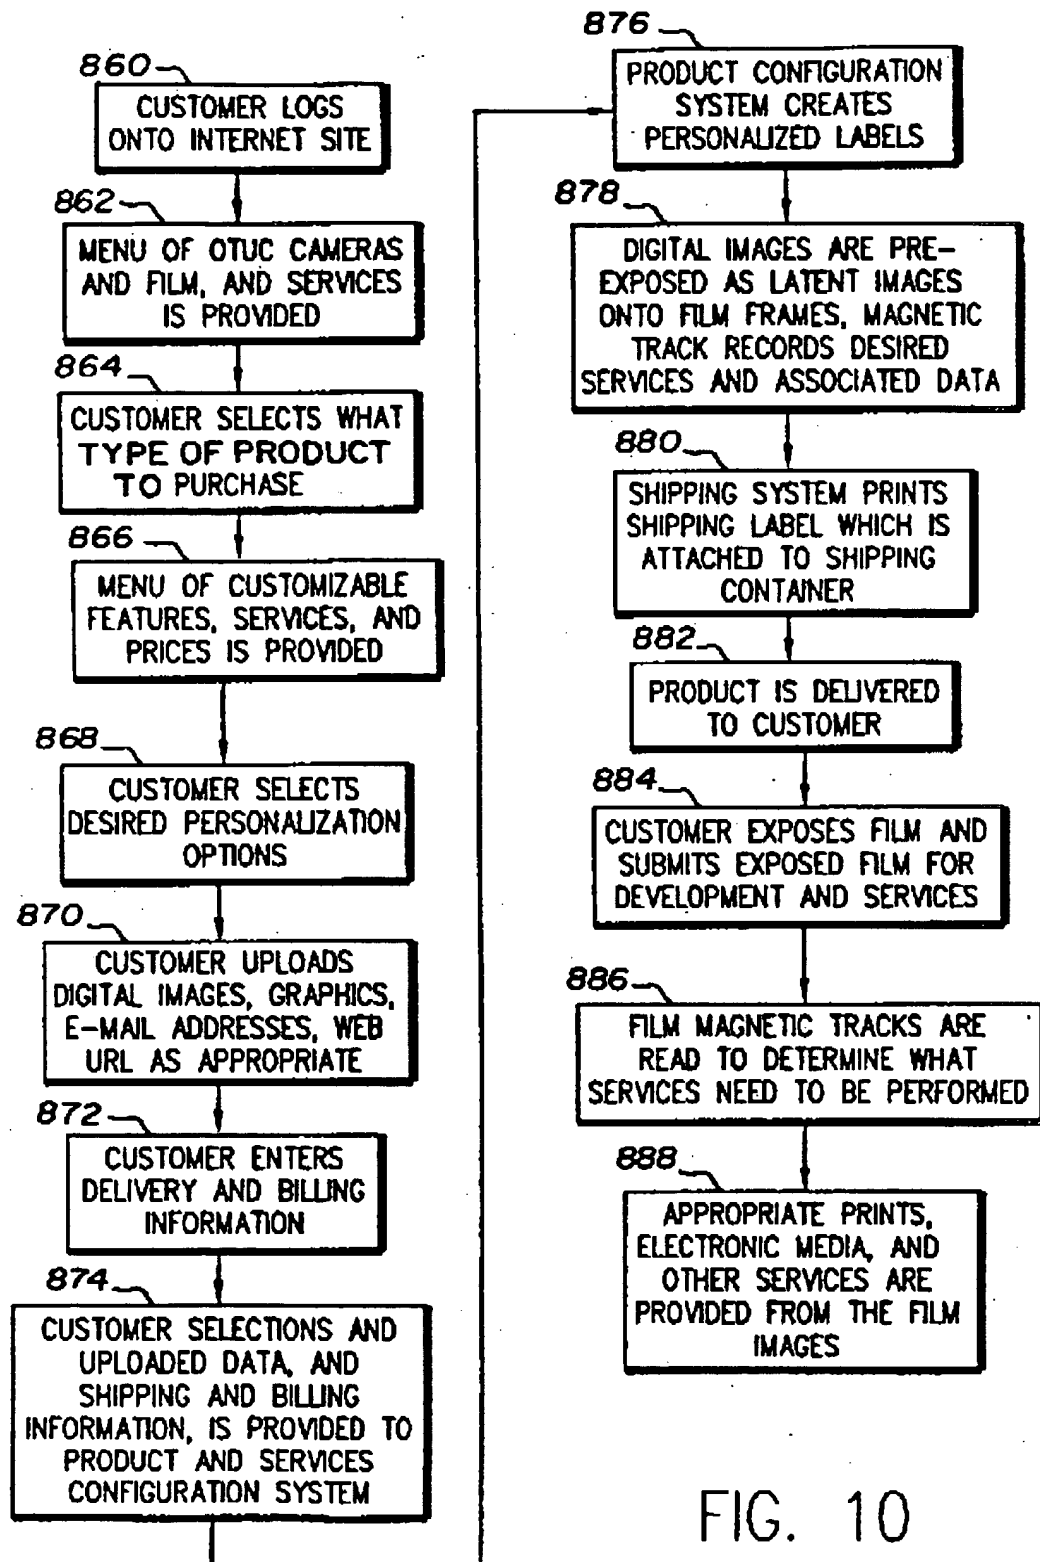 860
CUSTOMER LOGS
ONTO INTERNET SITE
862
MENU OF OTUC CAMERAS
AND FILM, AND SERVICES
IS PROVIDED
864
CUSTOMER SELECTS WHAT
TYPE OF PRODUCT
TO PURCHASE
866
MENU OF CUSTOMIZABLE
FEATURES, SERVICES, AND
PRICES IS PROVIDED
868
CUSTOMER SELECTS
DESIRED PERSONALIZATION
OPTIONS
870
CUSTOMER UPLOADS
DIGITAL IMAGES, GRAPHICS,
E-MAIL ADDRESSES, WEB
URL AS APPROPRIATE
872
CUSTOMER ENTERS
DELIVERY AND BILLING
INFORMATION
874
CUSTOMER SELECTIONS AND
UPLOADED DATA, AND
SHIPPING AND BILLING
INFORMATION, IS PROVIDED TO
PRODUCT AND SERVICES
CONFIGURATION SYSTEM
876
PRODUCT CONFIGURATION
SYSTEM CREATES
PERSONALIZED LABELS
878
DIGITAL IMAGES ARE PRE-
EXPOSED AS LATENT IMAGES
ONTO FILM FRAMES, MAGNETIC
TRACK RECORDS DESIRED
SERVICES AND ASSOCIATED DATA
880
SHIPPING SYSTEM PRINTS
SHIPPING LABEL WHICH IS
ATTACHED TO SHIPPING
CONTAINER
882
PRODUCT IS DELIVERED
TO CUSTOMER
884
CUSTOMER EXPOSES FILM AND
SUBMITS EXPOSED FILM FOR
DEVELOPMENT AND SERVICES
886
FILM MAGNETIC TRACKS ARE
READ TO DETERMINE WHAT
SERVICES NEED TO BE PERFORMED
888
APPROPRIATE PRINTS,
ELECTRONIC MEDIA, AND
OTHER SERVICES ARE
PROVIDED FROM THE FILM
IMAGES
FIG. 10